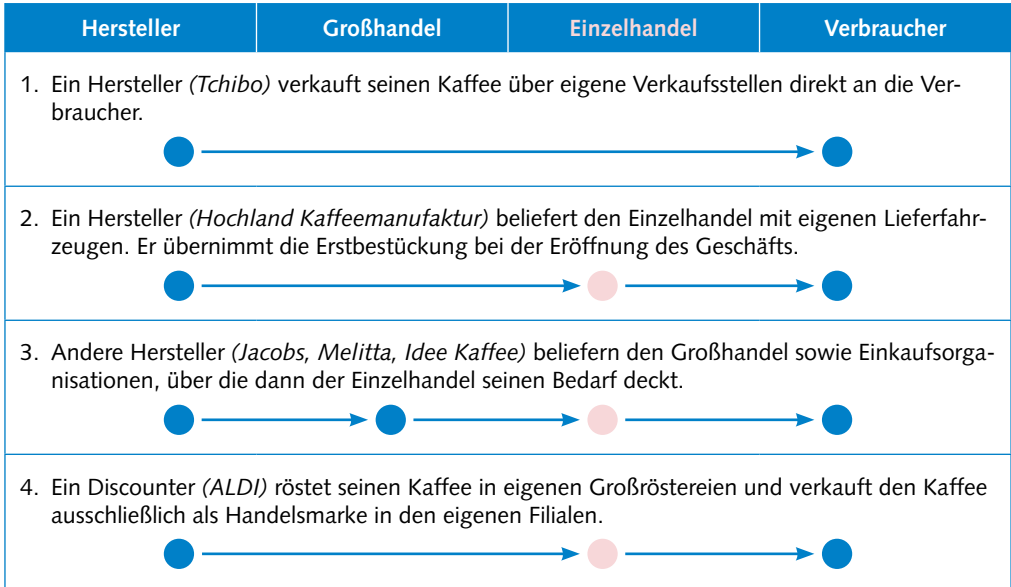 Hersteller Großhandel Einzelhandel Verbraucher
1. Ein Hersteller (Tchibo) verkauft seinen Kaffee über eigene Verkaufsstellen direkt an die Ver-
braucher.
2. Ein Hersteller (Hochland Kaffeemanufaktur) beliefert den Einzelhandel mit eigenen Lieferfahr-
zeugen. Er übernimmt die Erstbestückung bei der Eröffnung des Geschäfts.
3. Andere Hersteller (Jacobs, Melitta, Idee Kaffee) beliefern den Großhandel sowie Einkaufsorga-
nisationen, über die dann der Einzelhandel seinen Bedarf deckt.
4. Ein Discounter (ALDI) röstet seinen Kaffee in eigenen Großröstereien und verkauft den Kaffee
ausschließlich als Handelsmarke in den eigenen Filialen.